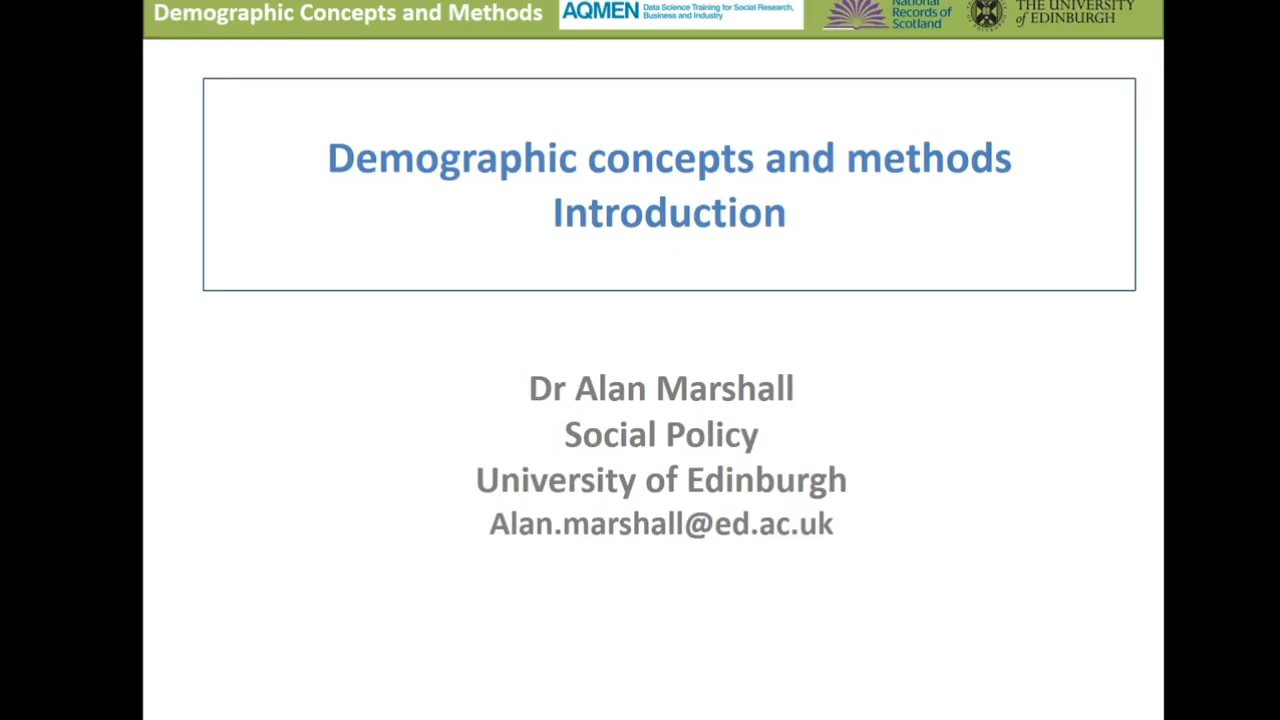 Demographic Concepts and Methods
AQMEN
Data Science Training for Social Research,
Business and Industry
National
Records of
Scotland
THE UNIVERSITY
of EDINBURGH
Demographic concepts and methods
Introduction
Dr Alan Marshall
Social Policy
University of Edinburgh
Alan.marshall@ed.ac.uk